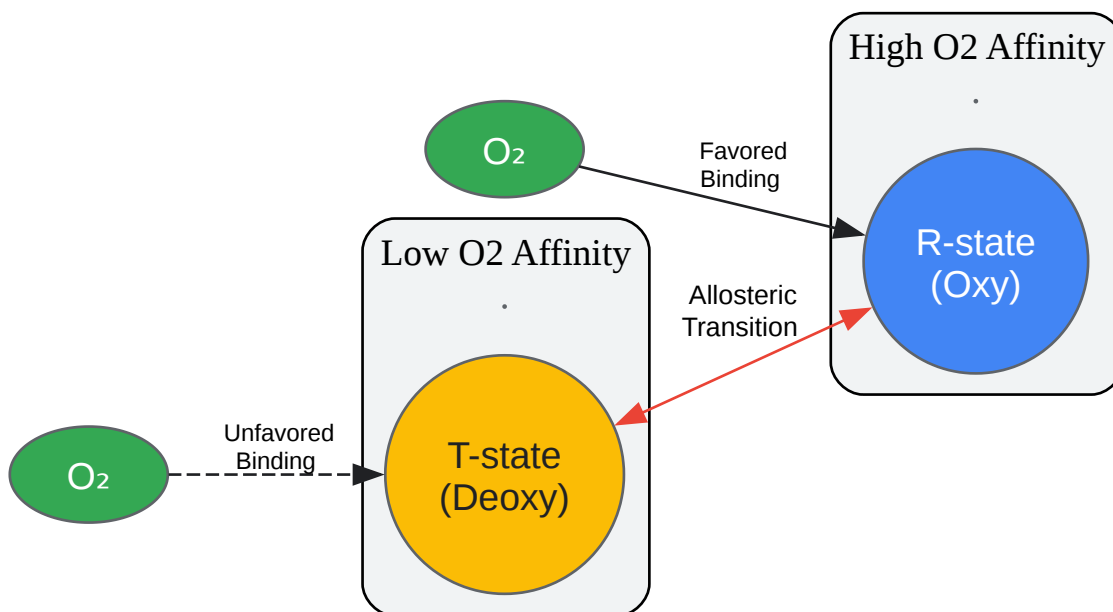 High O2 Affinity
O₂
Favored
Binding
R-state
(Oxy)
Low O2 Affinity
Allosteric
Transition
O₂
Unfavored
Binding
T-state
(Deoxy)